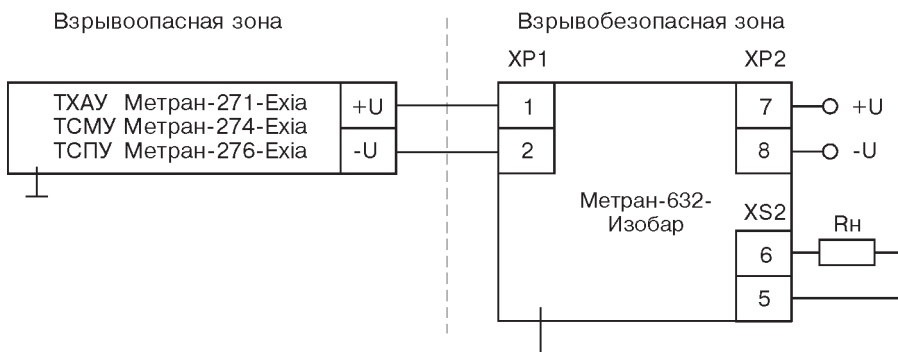 Взрывоопасная зона
Взрывобезопасная зона
XP1
XP2
ТХАУ Метран-271-Exia
ТСМУ Метран-274-Exia
ТСПУ Метран-276-Exia
+U
-U
1
2
7
8
+U
-U
Метран-632-
Изобар
XS2
6
5
Rн